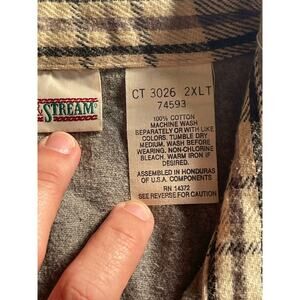 & STREAM
CT 3026 2XLT
74593
100% COTTON
MACHINE WASH
SEPARATELY OR WITH LIKE
COLORS. TUMBLE DRY
MEDIUM. WASH BEFORE
WEARING. NON-CHLORINE
BLEACH. WARM IRON IF
DESIRED.
ASSEMBLED IN HONDURAS
OF U.S.A. COMPONENTS
RN 14372
SEE REVERSE FOR CAUTION